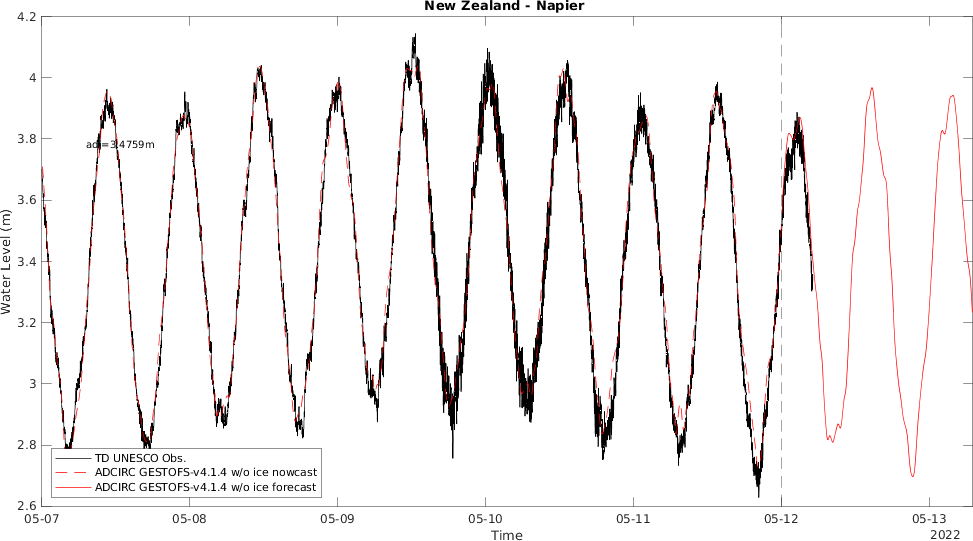 New Zealand - Napier
4.2
4
3.8
3.6
3.4
3.2
3
2.8
2.6
Water Level (m)
adj=3.4759m
TD UNESCO Obs.
ADCIRC GESTOFS-v4.1.4 w/o ice nowcast
ADCIRC GESTOFS-v4.1.4 w/o ice forecast
05-07 05-08 05-09 05-10 05-11 05-12 05-13
Time
2022